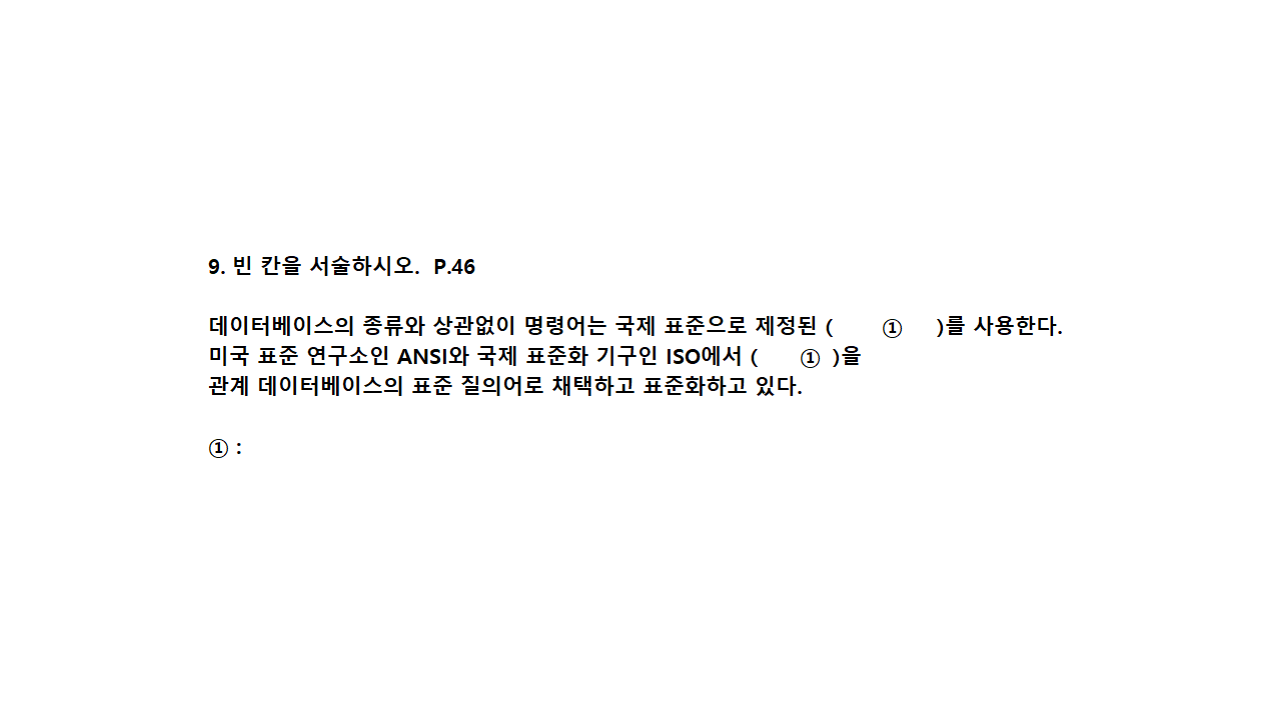 9. 빈 칸을 서술하시오. P.46
데이터베이스의 종류와 상관없이 명령어는 국제 표준으로 제정된 ( ① )를 사용한다.
미국 표준 연구소인 ANSI와 국제 표준화 기구인 ISO에서 ( ① )을
관계 데이터베이스의 표준 질의어로 채택하고 표준화하고 있다.
① :